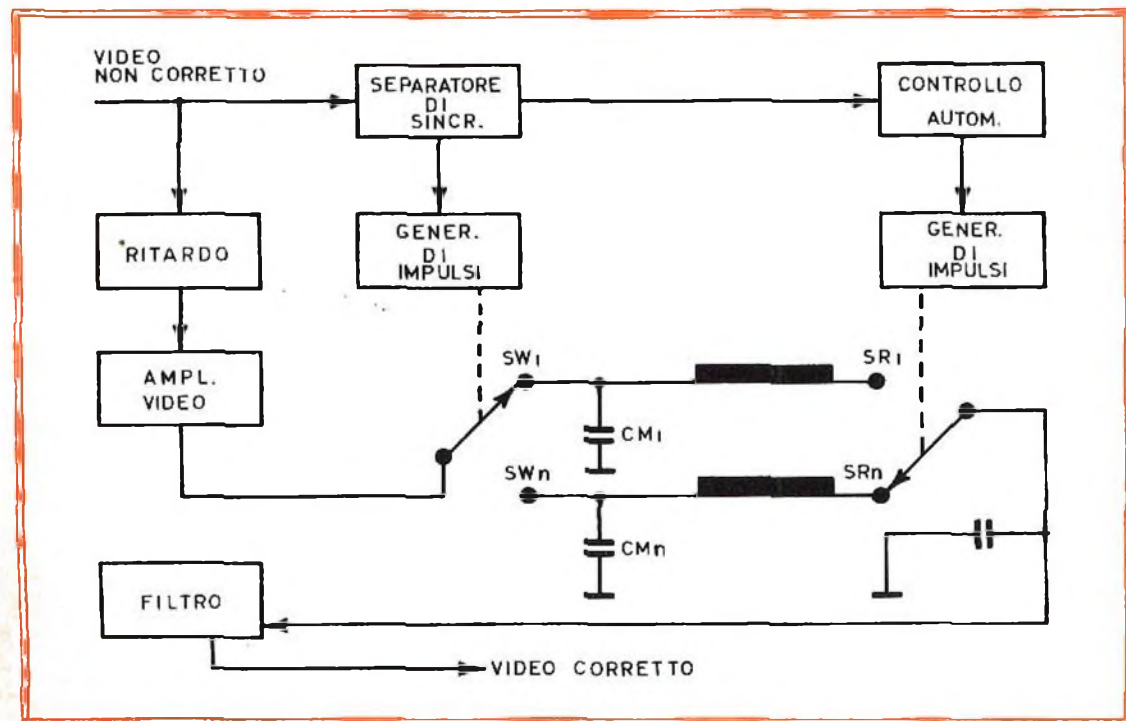 VIDEO
NON CORRETTO
SEPARATORE
DI
SINCR.
CONTROLLO
AUTOM.
RITARDO
GENER.
DI
IMPULSI
GENER.
DI
IMPULSI
AMPL.
VIDEO
SW1
SR1
CM1
SWn
SRn
CMn
FILTRO
VIDEO CORRETTO